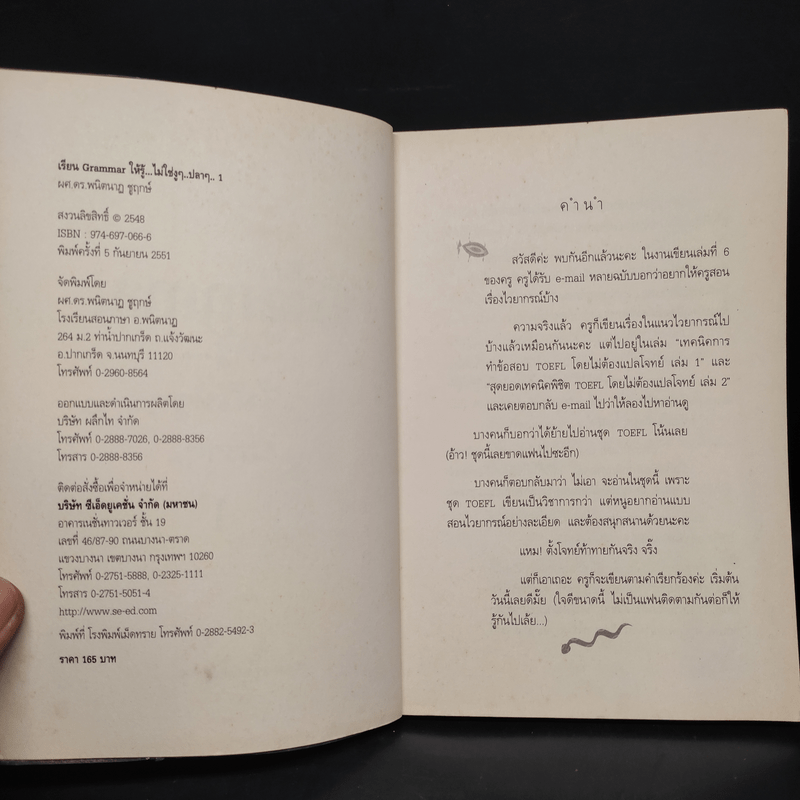 เรียน Grammar ให้รู้...ไม่ใช่งูๆ..ปลาๆ.. 1
ผศ.ดร.พนิตนาฏ ชูฤกษ์
สงวนลิขสิทธิ์ © 2548
ISBN : 974-697-066-6
พิมพ์ครั้งที่ 5 กันยายน 2551
จัดพิมพ์โดย
ผศ.ดร.พนิตนาฏ ชูฤกษ์
โรงเรียนสอนภาษา อ.พนิตนาฏ
264 ม.2 ท่าน้ำปากเกร็ด ถ.แจ้งวัฒนะ
อ.ปากเกร็ด จ.นนทบุรี 11120
โทรศัพท์ 0-2960-8564
ออกแบบและดำเนินการผลิตโดย
บริษัท ผลึกไท จำกัด
โทรศัพท์ 0-2888-7026, 0-2888-8356
โทรสาร 0-2888-8356
ติดต่อสั่งซื้อเพื่อจำหน่ายได้ที่
บริษัท ซีเอ็ดยูเคชั่น จำกัด (มหาชน)
อาคารเนชั่นทาวเวอร์ ชั้น 19
เลขที่ 46/87-90 ถนนบางนา-ตราด
แขวงบางนา เขตบางนา กรุงเทพฯ 10260
โทรศัพท์ 0-2751-5888, 0-2325-1111
โทรสาร 0-2751-5051-4
http://www.se-ed.com
พิมพ์ที่ โรงพิมพ์เม็ดทราย โทรศัพท์ 0-2882-5492-3
ราคา 165 บาท
คำนำ
สวัสดีค่ะ พบกันอีกแล้วนะคะ ในงานเขียนเล่มที่ 6
ของครู ครูได้รับ e-mail หลายฉบับบอกว่าอยากให้ครูสอน
เรื่องไวยากรณ์บ้าง
ความจริงแล้ว ครูก็เขียนเรื่องในแนวไวยากรณ์ไป
บ้างแล้วเหมือนกันนะคะ แต่ไปอยู่ในเล่ม "เทคนิคการ
ทำข้อสอบ TOEFL โดยไม่ต้องแปลโจทย์ เล่ม 1" และ
"สุดยอดเทคนิคพิชิต TOEFL โดยไม่ต้องแปลโจทย์ เล่ม 2"
และเคยตอบกลับ e-mail ไปว่าให้ลองไปหาอ่านดู
บางคนก็บอกว่าได้ย้ายไปอ่านชุด TOEFL โน้นเลย
(อ้าว! ชุดนี้เลยขาดแฟนไปซะอีก)
บางคนก็ตอบกลับมาว่า ไม่เอา จะอ่านในชุดนี้ เพราะ
ชุด TOEFL เขียนเป็นวิชาการกว่า แต่หนูอยากอ่านแบบ
สอนไวยากรณ์อย่างละเอียด และต้องสนุกสนานด้วยนะคะ
แหม! ตั้งโจทย์ท้าทายกันจริง จริ๊ง
แต่ก็เอาเถอะ ครูก็จะเขียนตามคำเรียกร้องค่ะ เริ่มต้น
วันนี้เลยดีมั๊ย (ใจดีขนาดนี้ ไม่เป็นแฟนติดตามกันต่อก็ให้
รู้กันไปเล้ย...)